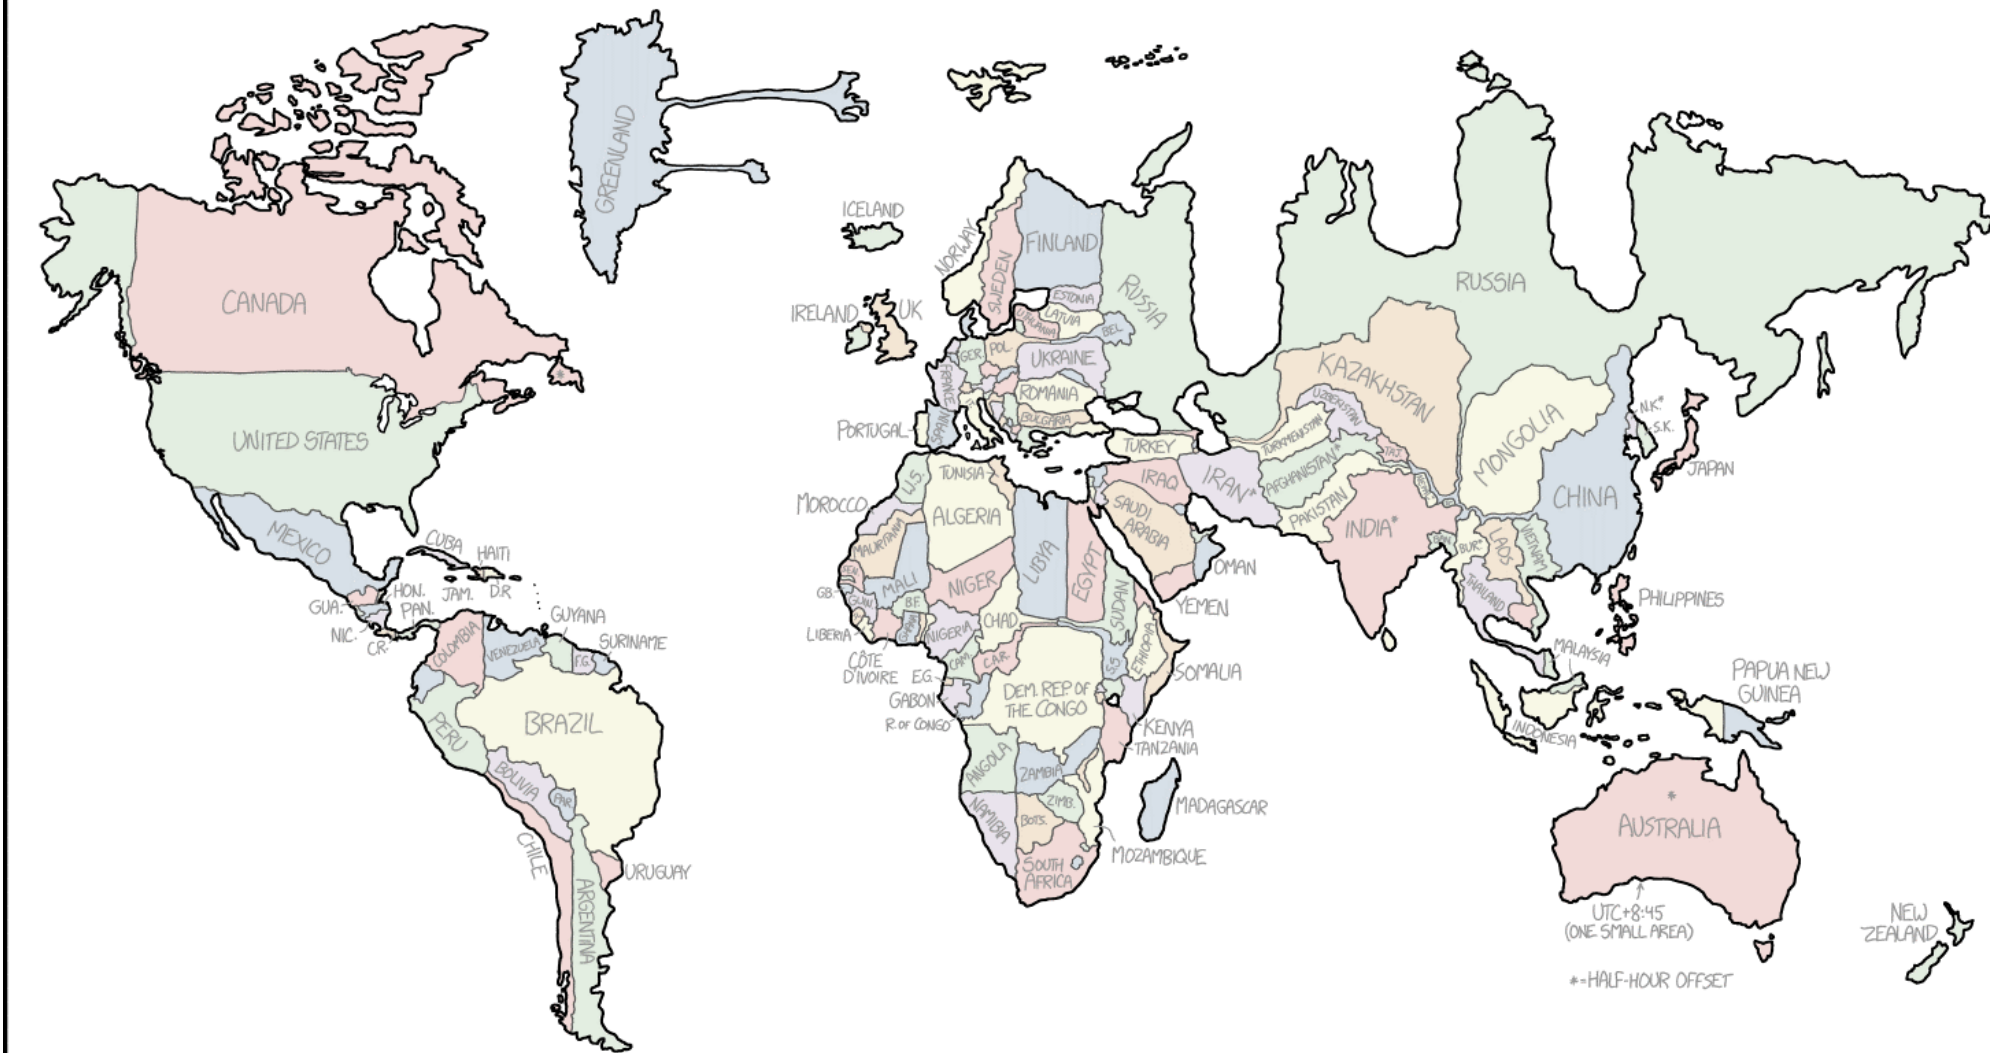 GREENLAND
ICELAND
NORWAY
SWEDEN
FINLAND
RUSSIA
RUSSIA
CANADA
IRELAND
UK
ESTONIA
LATVIA
LITHUANIA
BEL.
GER.
POL.
UKRAINE
FRANCE
ROMANIA
BULGARIA
KAZAKHSTAN
UZBEKISTAN
TURKMENISTAN
TAJ.
MONGOLIA
N.K.*
S.K.
JAPAN
UNITED STATES
PORTUGAL
SPAIN
IT.
TURKEY
TUNISIA
W.S.
MOROCCO
ALGERIA
LIBYA
EGYPT
IRAQ
IRAN*
SAUDI
ARABIA
AFGHANISTAN*
PAKISTAN
INDIA*
NEPAL
BAN.
BUR.*
LAOS
VIETNAM
THAILAND
CHINA
MEXICO
CUBA
HAITI
JAM.
D.R.
HON.
PAN.
GUA.
NIC.
C.R.
MAURITANIA
SEN.
G.B.
GUIN.
MALI
B.F.
NIGER
CHAD
SUDAN
OMAN
YEMEN
LIBERIA
CÔTE
D'IVOIRE
GHANA
NIGERIA
CAM.
C.A.R.
S.S.
ETHIOPIA
SOMALIA
PHILIPPINES
GUYANA
SURINAME
F.G.
COLOMBIA
VENEZUELA
E.G.
GABON
R. OF CONGO
DEM. REP. OF
THE CONGO
KENYA
TANZANIA
MALAYSIA
INDONESIA
PAPUA NEW
GUINEA
BRAZIL
PERU
BOLIVIA
PAR.
CHILE
ARGENTINA
URUGUAY
ANGOLA
ZAMBIA
ZIMB.
NAMIBIA
BOTS.
SOUTH
AFRICA
MADAGASCAR
MOZAMBIQUE
*
AUSTRALIA
UTC+8:45
(ONE SMALL AREA)
NEW
ZEALAND
*=HALF-HOUR OFFSET